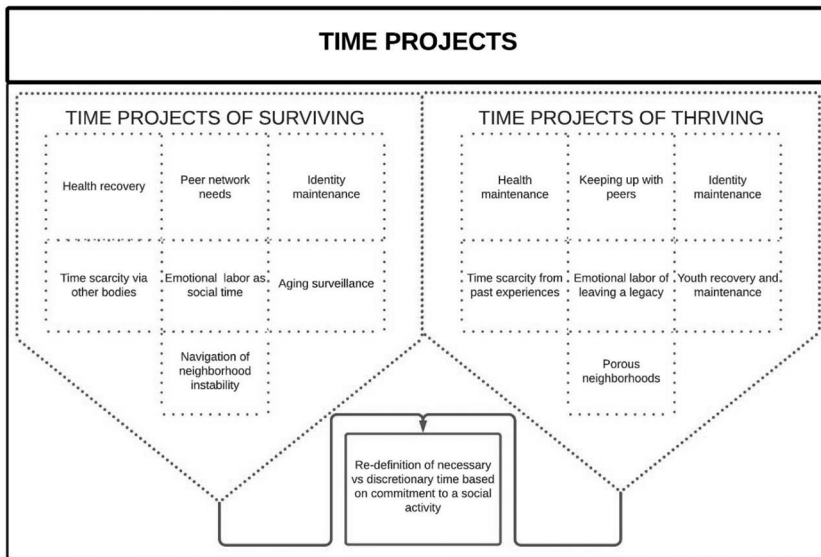 TIME PROJECTS
TIME PROJECTS OF SURVIVING
Health recovery
Peer network
needs
Identity
maintenance
Time scarcity via
other bodies
Emotional labor as
social time
Aging surveillance
Navigation of
neighborhood
instability
TIME PROJECTS OF THRIVING
Health
maintenance
Keeping up with
peers
Identity
maintenance
Time scarcity from
past experiences
Emotional labor of
leaving a legacy
Youth recovery and
maintenance
Porous
neighborhoods
Re-definition of necessary
vs discretionary time based
on commitment to a social
activity